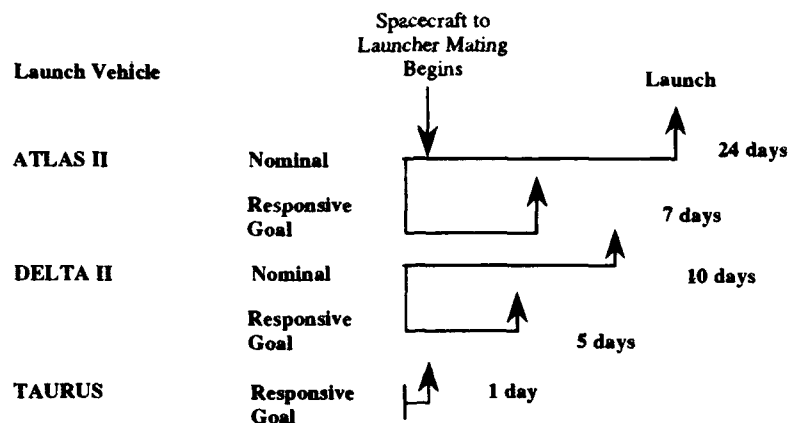 Spacecraft to
Launcher Mating
Begins
Launch Vehicle
Launch
ATLAS II
Nominal
24 days
Responsive
Goal
7 days
DELTA II
Nominal
10 days
Responsive
Goal
5 days
TAURUS
Responsive
Goal
1 day